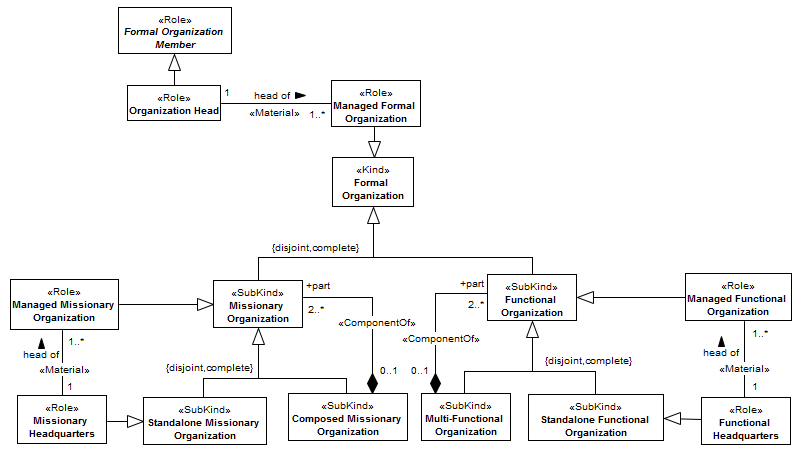 «Role»
Formal Organization
Member
«Role»
Organization Head
1
head of
«Material»
1..*
«Role»
Managed Formal
Organization
«Kind»
Formal
Organization
{disjoint,complete}
«Role»
Managed Missionary
Organization
«SubKind»
Missionary
Organization
+part
2..*
«ComponentOf»
0..1
+part
2..*
«ComponentOf»
0..1
«SubKind»
Functional
Organization
«Role»
Managed Functional
Organization
1..*
head of
«Material»
1
{disjoint,complete}
{disjoint,complete}
1..*
head of
«Material»
1
«Role»
Missionary
Headquarters
«SubKind»
Standalone Missionary
Organization
«SubKind»
Composed Missionary
Organization
«SubKind»
Multi-Functional
Organization
«SubKind»
Standalone Functional
Organization
«Role»
Functional
Headquarters